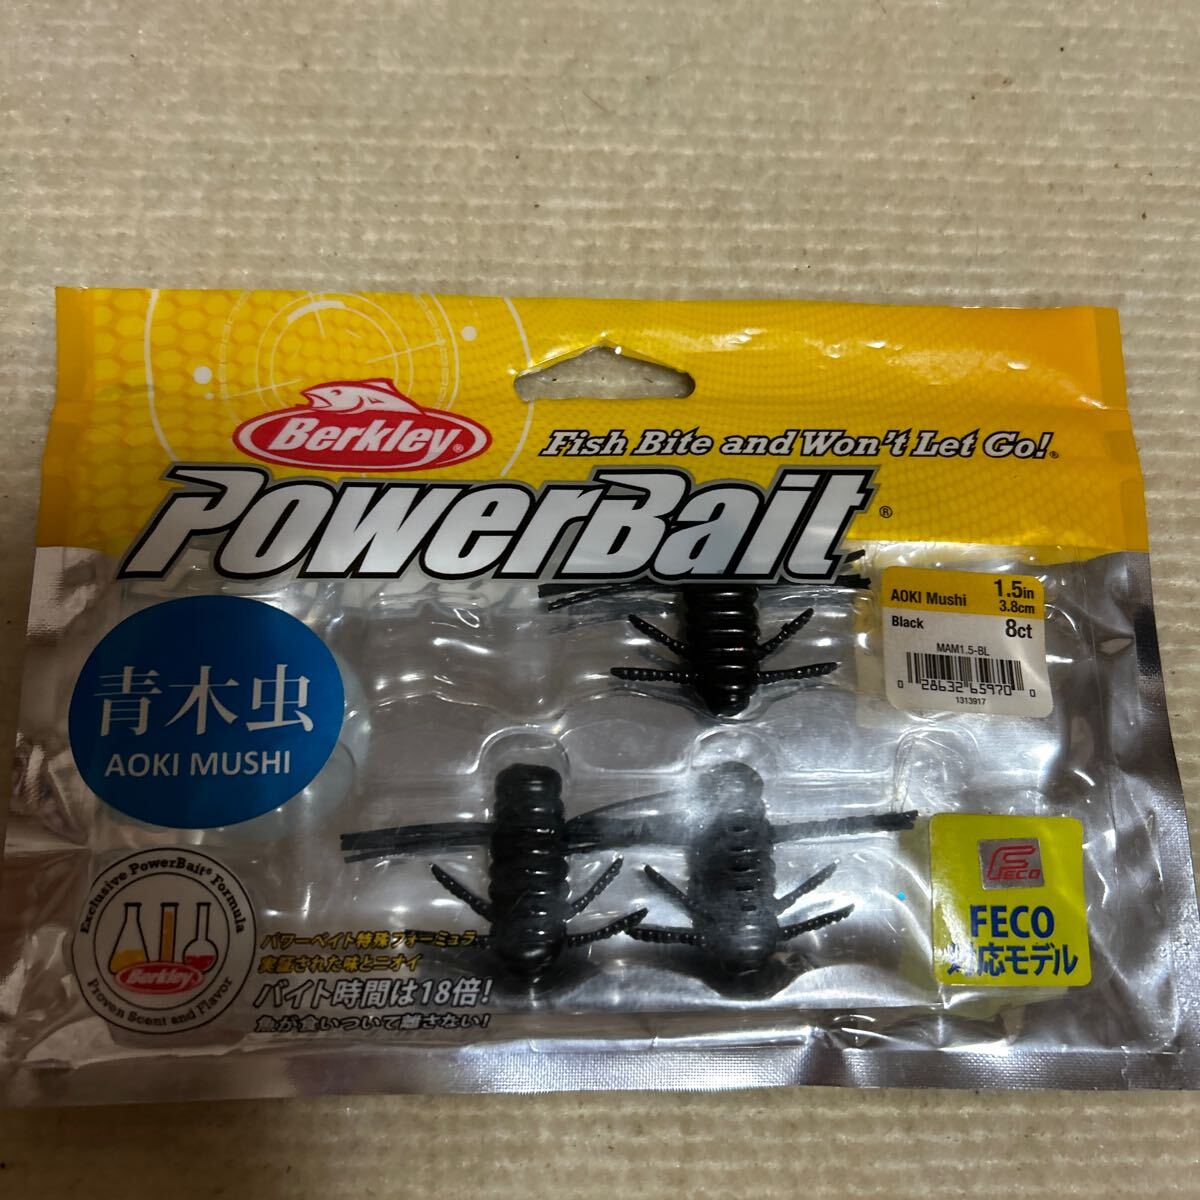 Berkley®
Fish Bite and Won't Let Go!®
PowerBait®
AOKI Mushi
1.5in
3.8cm
Black
8ct
MAM1.5-BL
0 28632 65970 0
1313917
青木虫
AOKI MUSHI
Exclusive PowerBait® Formula
Berkley
Proven Scent and Flavor
パワーベイト特殊フォーミュラ
実証された味とニオイ
バイト時間は18倍!
魚が食いついて離さない!
FECO
FECO
対応モデル